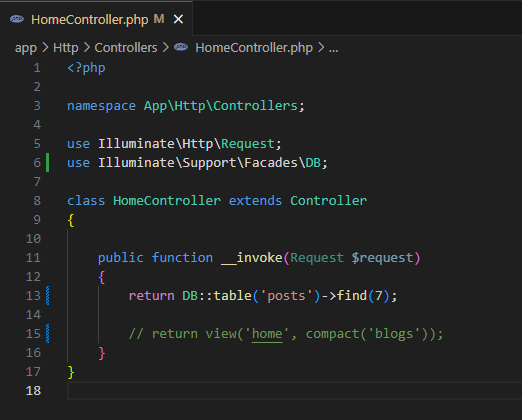 HomeController.php M
app > Http > Controllers > HomeController.php > ...
1 <?php
2
3 namespace App\Http\Controllers;
4
5 use Illuminate\Http\Request;
6 use Illuminate\Support\Facades\DB;
7
8 class HomeController extends Controller
9 {
10
11 public function __invoke(Request $request)
12 {
13 return DB::table('posts')->find(7);
14
15 // return view('home', compact('blogs'));
16 }
17 }
18